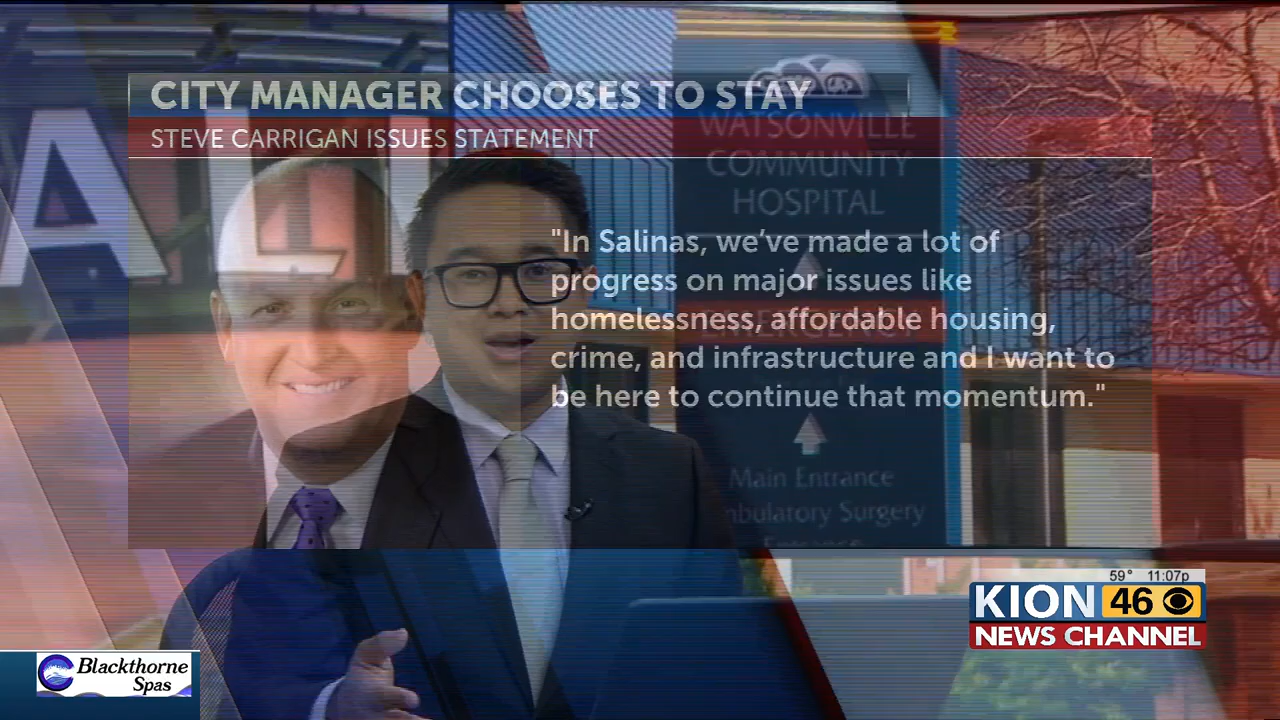 CITY MANAGER CHOOSES TO STAY
STEVE CARRIGAN ISSUES STATEMENT
WATSONVILLE
COMMUNITY
HOSPITAL
"In Salinas, we’ve made a lot of
progress on major issues like
homelessness, affordable housing,
crime, and infrastructure and I want to
be here to continue that momentum."
Main Entrance
Surgery
Entrance
59° 11:07p
KION 46
NEWS CHANNEL
Blackthorne
Spas